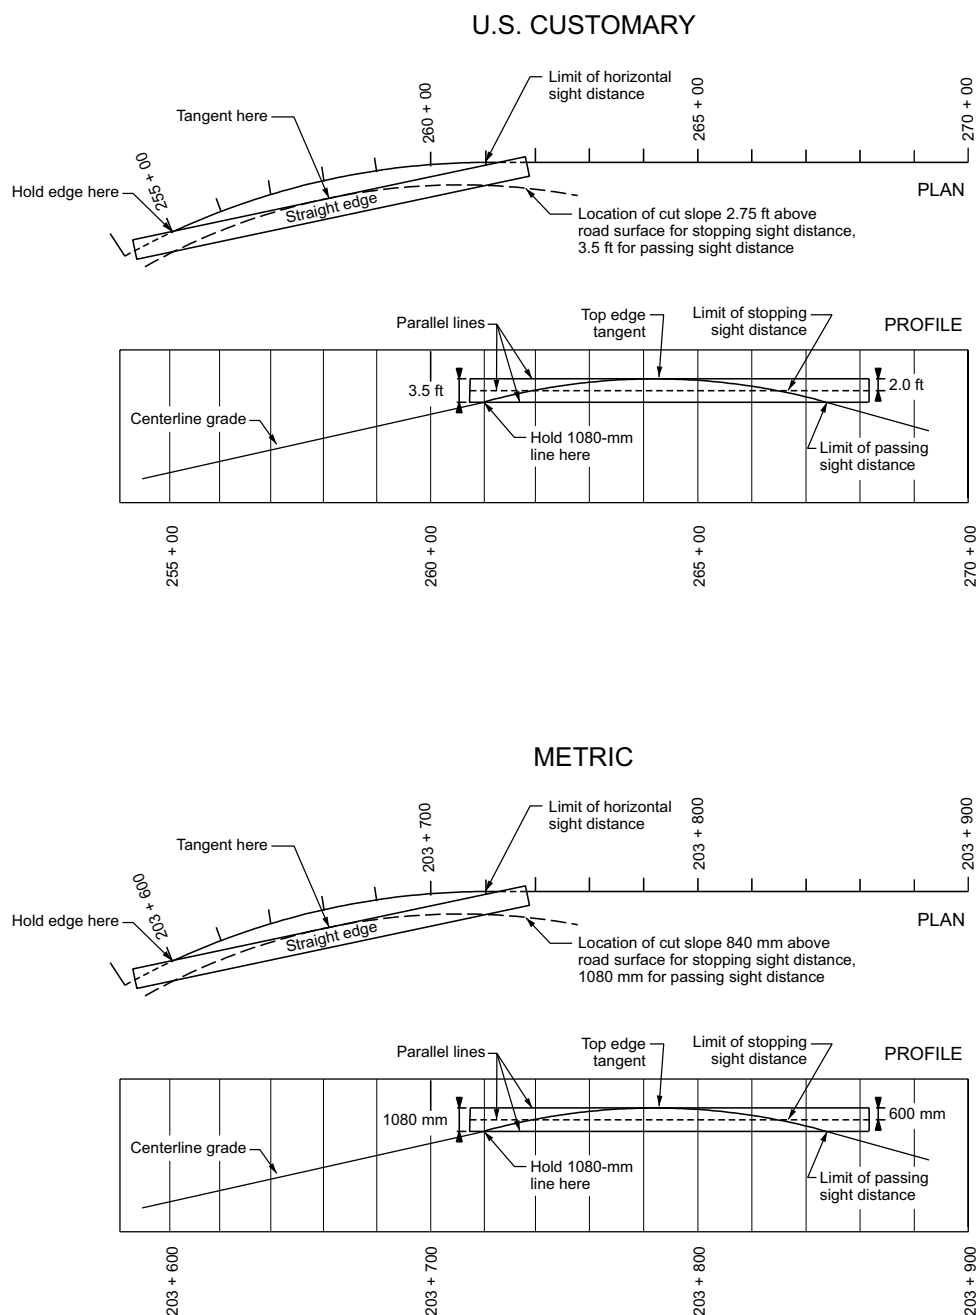 U.S. CUSTOMARY
260 + 00
265 + 00
270 + 00
Limit of horizontal
sight distance
Tangent here
Hold edge here
255 + 00
Straight edge
PLAN
Location of cut slope 2.75 ft above
road surface for stopping sight distance,
3.5 ft for passing sight distance
Parallel lines
Top edge
tangent
Limit of stopping
sight distance
PROFILE
3.5 ft
2.0 ft
Centerline grade
Hold 1080-mm
line here
Limit of passing
sight distance
255 + 00
260 + 00
265 + 00
270 + 00
METRIC
203 + 700
203 + 800
203 + 900
Limit of horizontal
sight distance
Tangent here
Hold edge here
203 + 600
Straight edge
PLAN
Location of cut slope 840 mm above
road surface for stopping sight distance,
1080 mm for passing sight distance
Parallel lines
Top edge
tangent
Limit of stopping
sight distance
PROFILE
1080 mm
600 mm
Centerline grade
Hold 1080-mm
line here
Limit of passing
sight distance
203 + 600
203 + 700
203 + 800
203 + 900